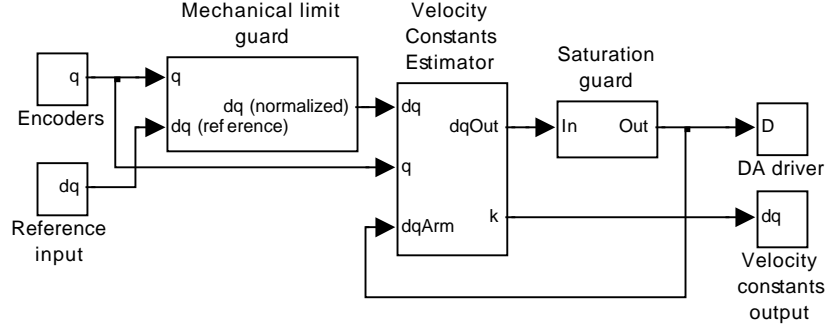 Mechanical limit
guard
Velocity
Constants
Estimator
Saturation
guard
q
Encoders
q
dq (normalized)
dq (reference)
dq
Reference
input
dq
q
dqArm
dqOut
k
In
Out
D
DA driver
dq
Velocity
constants
output